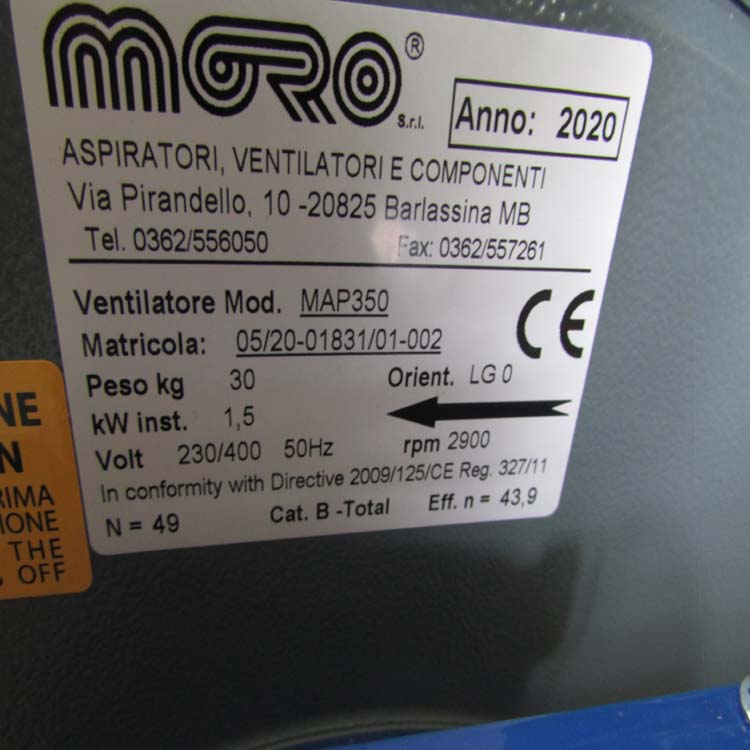 MORO ®
S.r.l.
Anno: 2020
ASPIRATORI, VENTILATORI E COMPONENTI
Via Pirandello, 10 -20825 Barlassina MB
Tel. 0362/556050 Fax: 0362/557261
Ventilatore Mod. MAP350
CE
Matricola: 05/20-01831/01-002
Peso kg 30 Orient. LG 0
kW inst. 1,5
Volt 230/400 50Hz rpm 2900
In conformity with Directive 2009/125/CE Reg. 327/11
N = 49 Cat. B -Total Eff. n = 43,9
THE
OFF